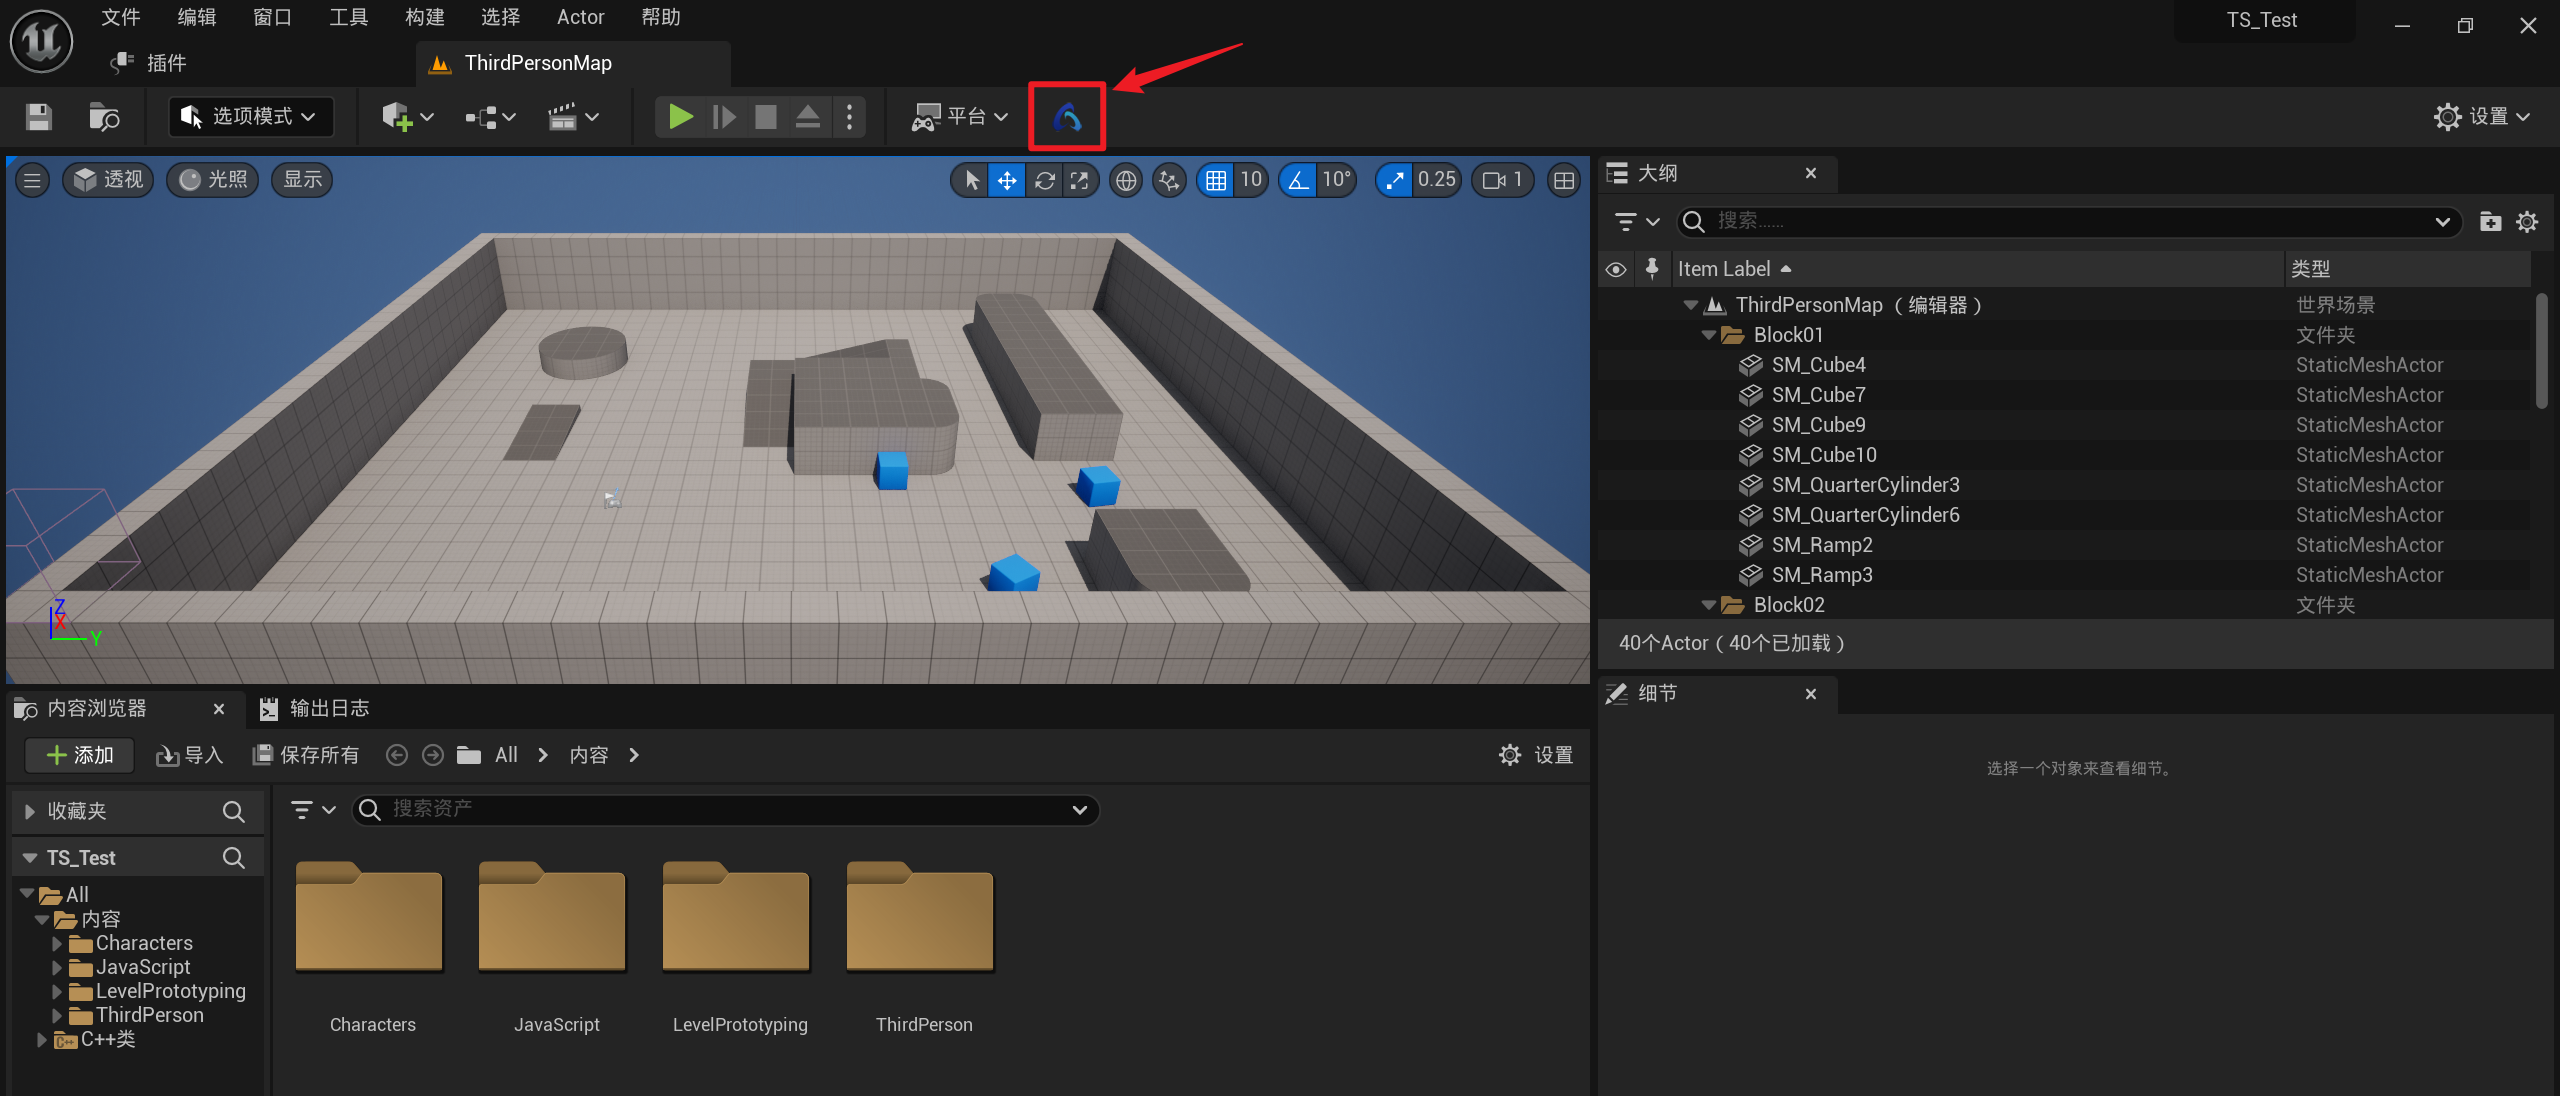 文件 编辑 窗口 工具 构建 选择 Actor 帮助
TS_Test
插件
ThirdPersonMap
选项模式
平台
设置
透视 光照 显示
10 10° 0.25 1
Z
X
Y
大纲
搜索......
Item Label 类型
ThirdPersonMap（编辑器） 世界场景
Block01 文件夹
SM_Cube4 StaticMeshActor
SM_Cube7 StaticMeshActor
SM_Cube9 StaticMeshActor
SM_Cube10 StaticMeshActor
SM_QuarterCylinder3 StaticMeshActor
SM_QuarterCylinder6 StaticMeshActor
SM_Ramp2 StaticMeshActor
SM_Ramp3 StaticMeshActor
Block02 文件夹
40个Actor（40个已加载）
细节
选择一个对象来查看细节。
内容浏览器 输出日志
添加 导入 保存所有 All 内容 设置
收藏夹
TS_Test
All
内容
Characters
JavaScript
LevelPrototyping
ThirdPerson
C++类
搜索资产
Characters JavaScript LevelPrototyping ThirdPerson